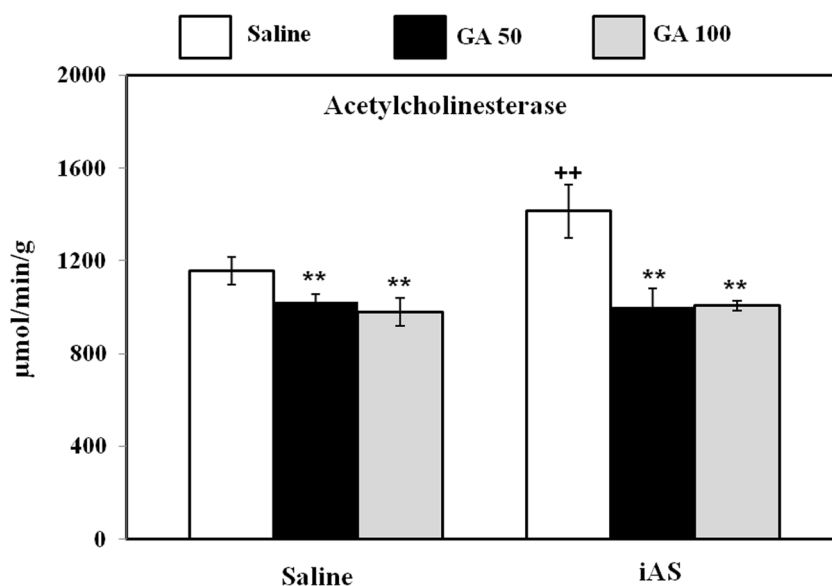 Saline GA 50 GA 100
2000
Acetylcholinesterase
1600
++
1200
** ** ** **
µmol/min/g
800
400
0
Saline iAS